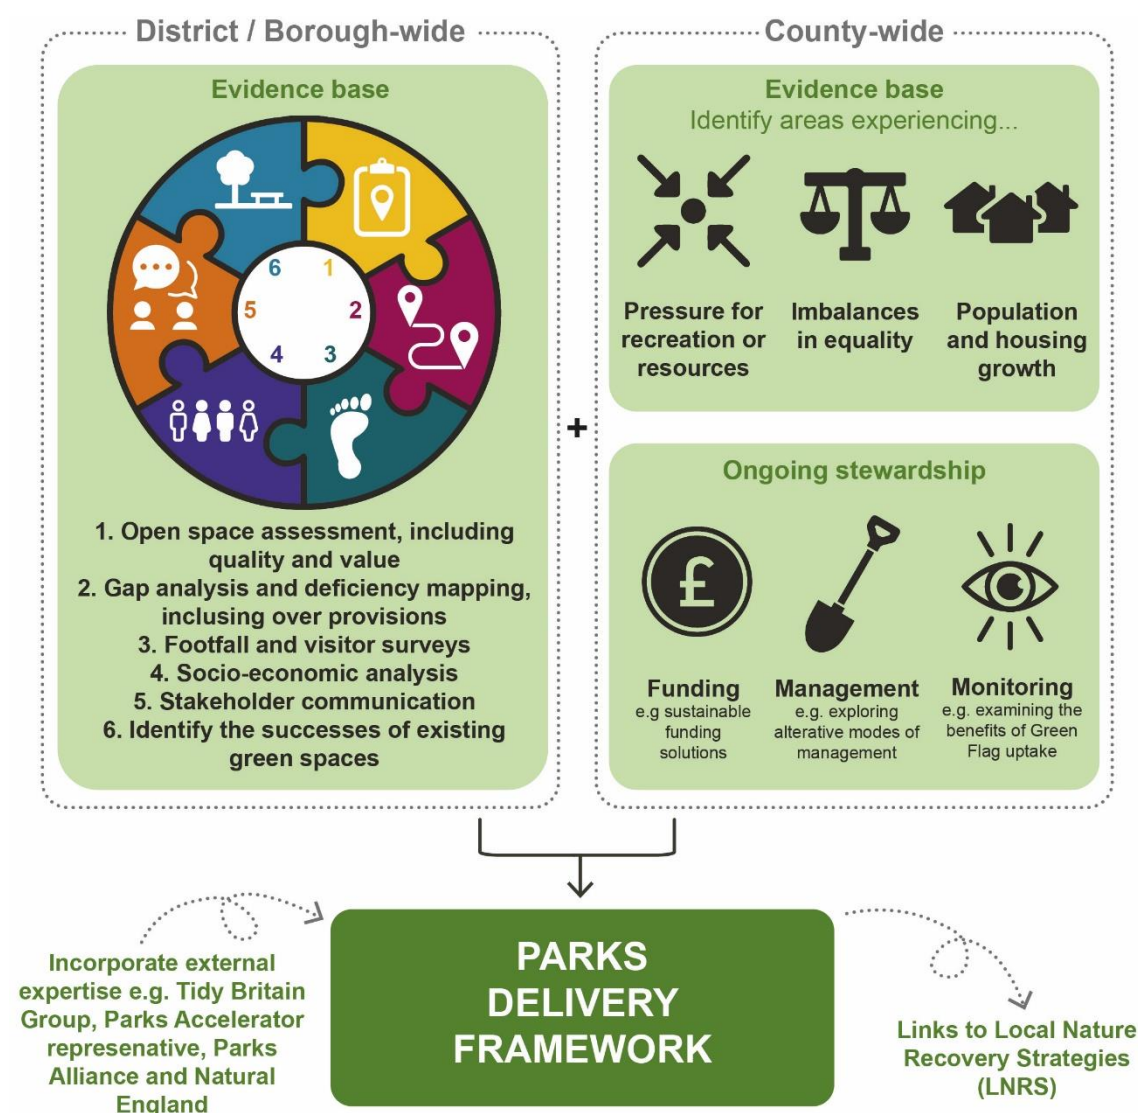 District / Borough-wide
Evidence base
6
1
5
2
4
3
1. Open space assessment, including
quality and value
2. Gap analysis and deficiency mapping,
inclusing over provisions
3. Footfall and visitor surveys
4. Socio-economic analysis
5. Stakeholder communication
6. Identify the successes of existing
green spaces
+
County-wide
Evidence base
Identify areas experiencing...
Pressure for
recreation or
resources
Imbalances
in equality
Population
and housing
growth
Ongoing stewardship
£
Funding
e.g sustainable
funding
solutions
Management
e.g. exploring
alterative modes of
management
Monitoring
e.g. examining the
benefits of Green
Flag uptake
Incorporate external
expertise e.g. Tidy Britain
Group, Parks Accelerator
represenative, Parks
Alliance and Natural
England
PARKS
DELIVERY
FRAMEWORK
Links to Local Nature
Recovery Strategies
(LNRS)